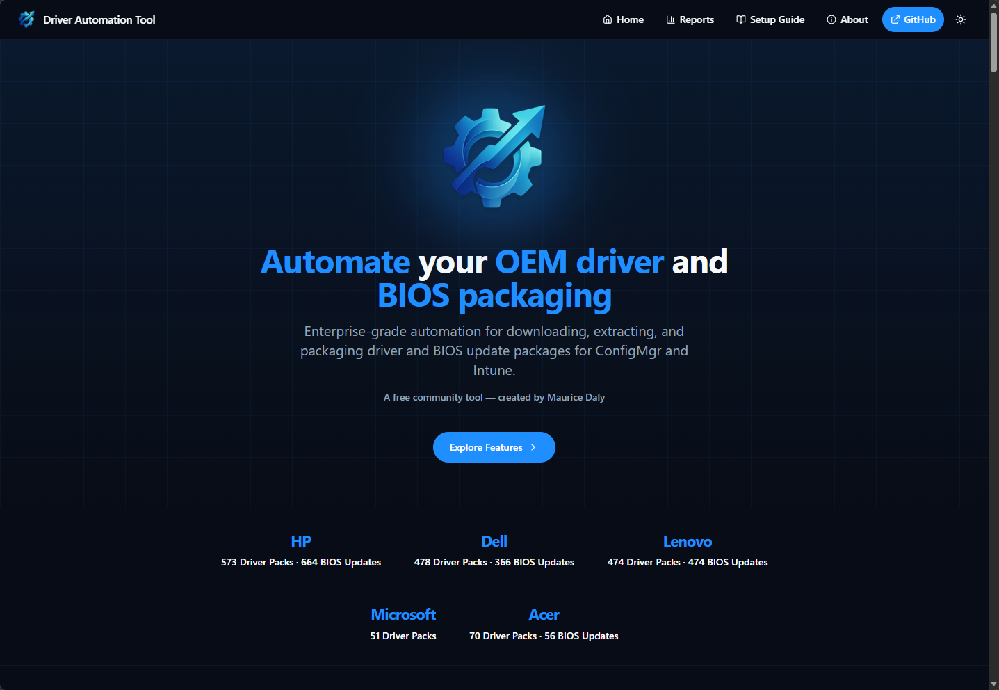 Driver Automation Tool
Home
Reports
Setup Guide
About
GitHub
Automate your OEM driver and
BIOS packaging
Enterprise-grade automation for downloading, extracting, and
packaging driver and BIOS update packages for ConfigMgr and
Intune.
A free community tool — created by Maurice Daly
Explore Features
HP
573 Driver Packs · 664 BIOS Updates
Dell
478 Driver Packs · 366 BIOS Updates
Lenovo
474 Driver Packs · 474 BIOS Updates
Microsoft
51 Driver Packs
Acer
70 Driver Packs · 56 BIOS Updates